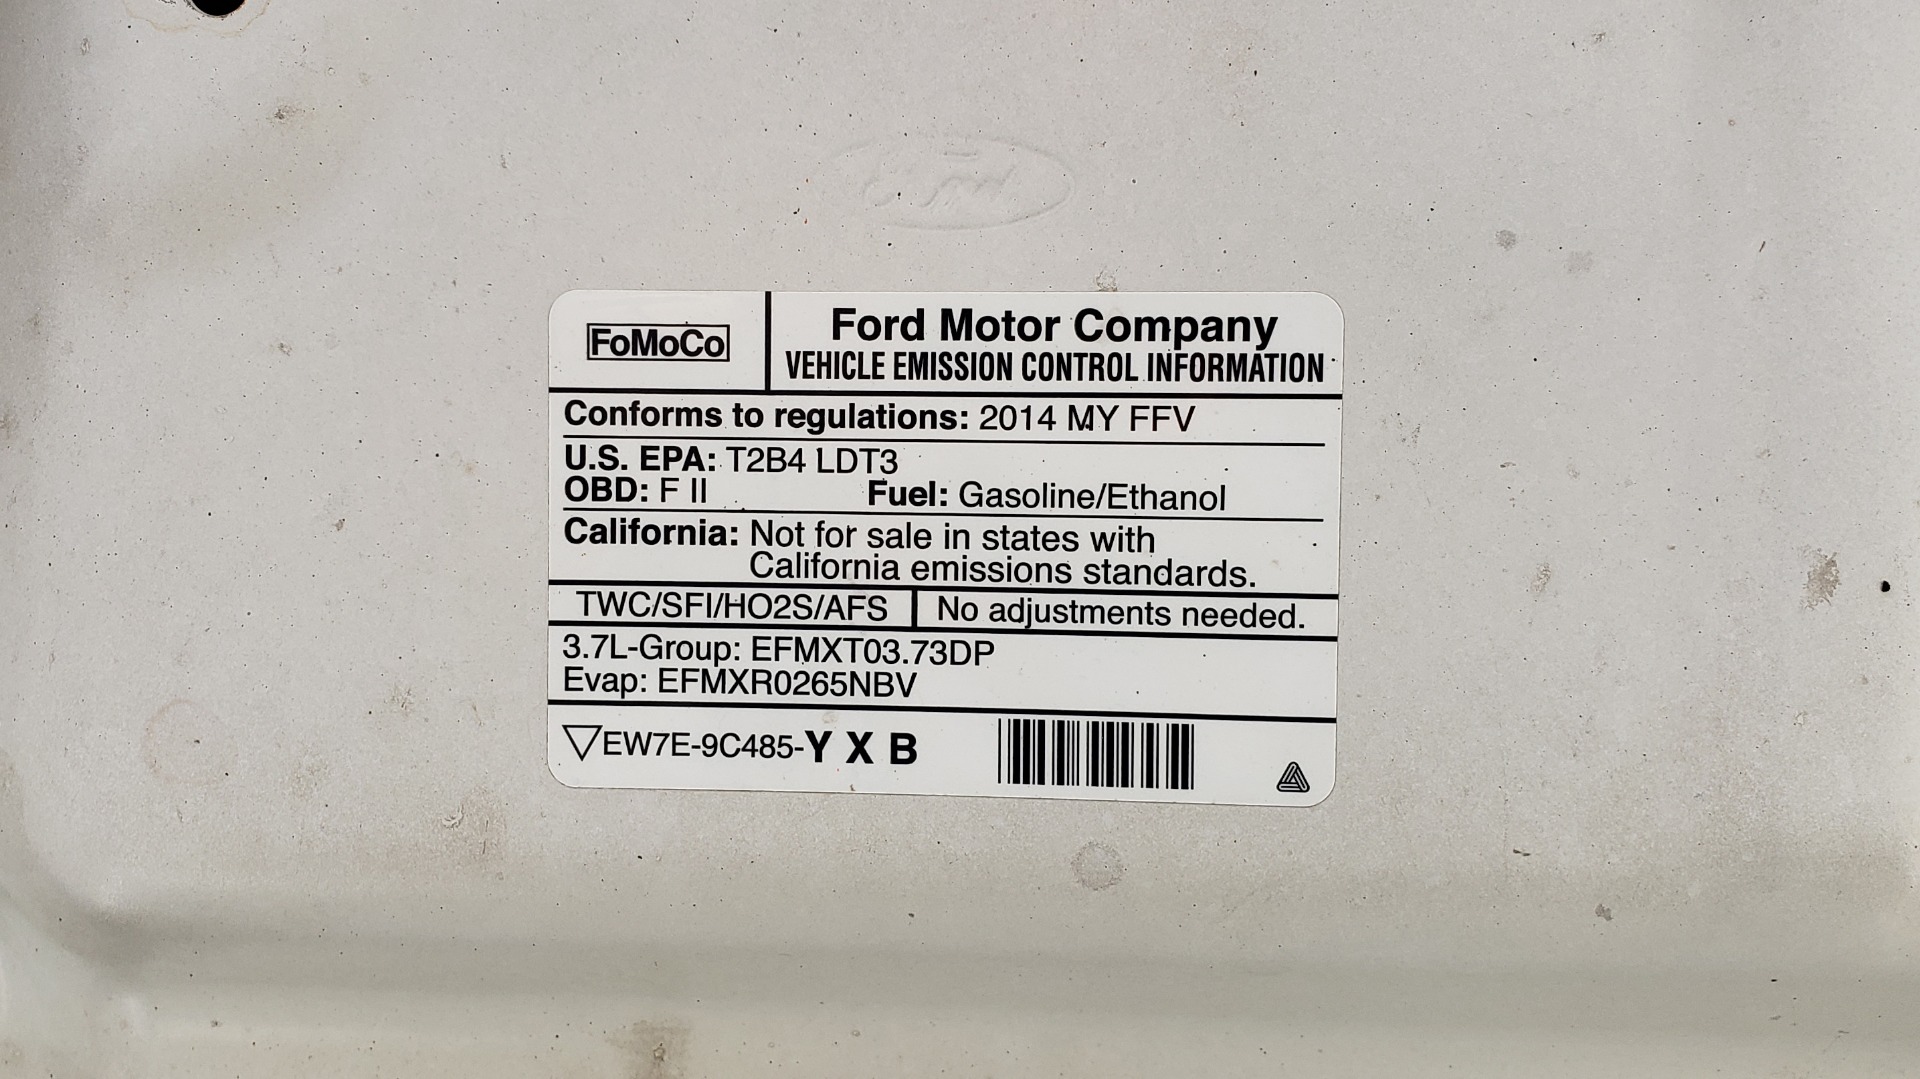 Ford
FoMoCo
Ford Motor Company
VEHICLE EMISSION CONTROL INFORMATION
Conforms to regulations: 2014 MY FFV
U.S. EPA: T2B4 LDT3
OBD: F II Fuel: Gasoline/Ethanol
California: Not for sale in states with
California emissions standards.
TWC/SFI/HO2S/AFS No adjustments needed.
3.7L-Group: EFMXT03.73DP
Evap: EFMXR0265NBV
EW7E-9C485-Y X B